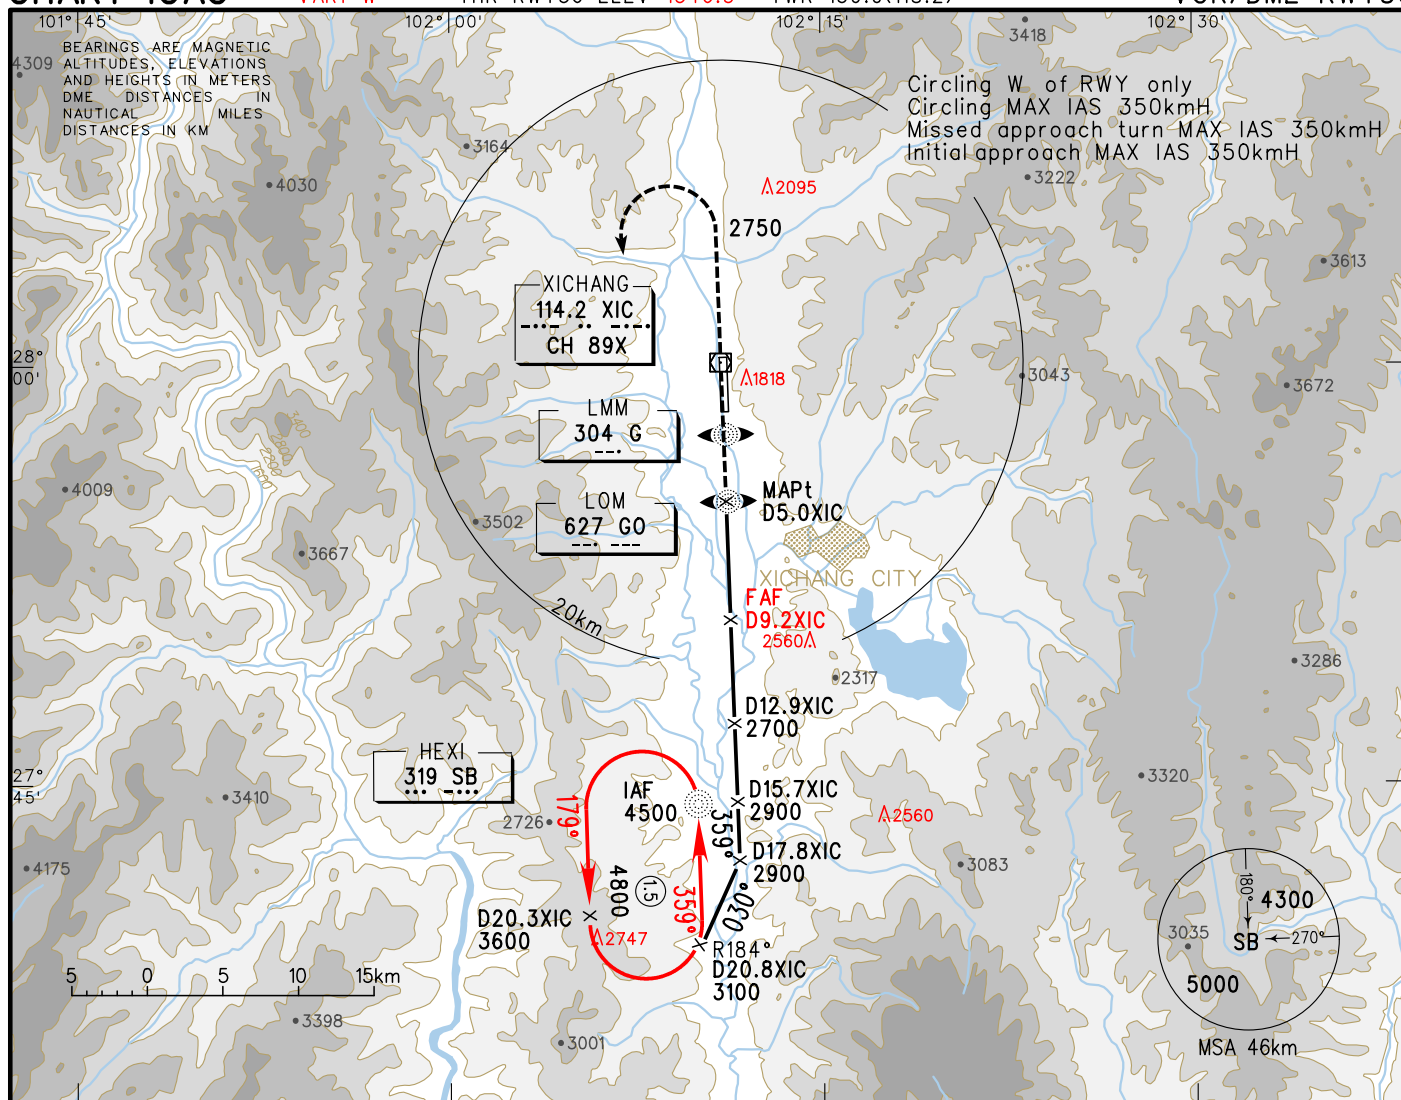 VOR/DME
101° 45'
102° 00'
102° 15'
102° 30'
BEARINGS ARE MAGNETIC
ALTITUDES, ELEVATIONS
AND HEIGHTS IN METERS
DME DISTANCES IN
NAUTICAL MILES
DISTANCES IN KM
4309
3418
Circling W of RWY only
Circling MAX IAS 350kmH
Missed approach turn MAX IAS 350kmH
Initial approach MAX IAS 350kmH
3164
4030
2095
3222
2750
3613
XICHANG
114.2 XIC
CH 89X
28°
00'
1818
3043
3672
LMM
304 G
3400
2800
2200
1600
4009
MAPt
D5.0XIC
LOM
627 GO
3502
3667
XICHANG CITY
FAF
D9.2XIC
20km
2560
3286
2317
D12.9XIC
2700
HEXI
319 SB
27°
45'
3320
IAF
4500
D15.7XIC
2900
3410
179°
2726
359°
2560
D17.8XIC
2900
4175
3083
4800
1.5
359°
030°
180°
4300
D20.3XIC
3600
2747
3035
SB
270°
R184°
D20.8XIC
3100
5 0 5 10 15km
5000
3398
3001
MSA 46km